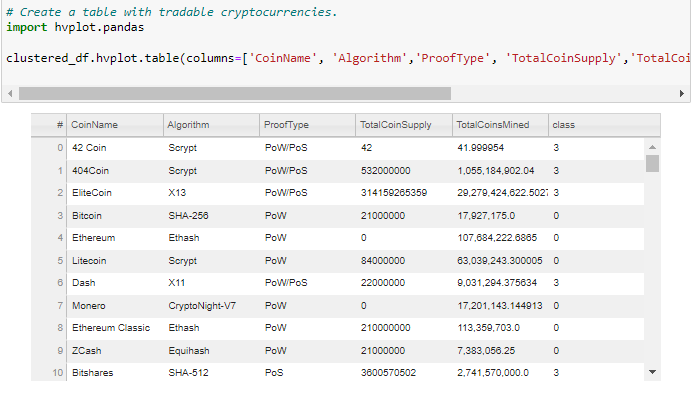 # Create a table with tradable cryptocurrencies.
import hvplot.pandas
clustered_df.hvplot.table(columns=['CoinName', 'Algorithm','ProofType', 'TotalCoinSupply','TotalCoi
# CoinName Algorithm ProofType TotalCoinSupply TotalCoinsMined class
0 42 Coin Scrypt PoW/PoS 42 41.999954 3
1 404Coin Scrypt PoW/PoS 532000000 1,055,184,902.04 3
2 EliteCoin X13 PoW/PoS 314159265359 29,279,424,622.5027 3
3 Bitcoin SHA-256 PoW 21000000 17,927,175.0 0
4 Ethereum Ethash PoW 0 107,684,222.6865 0
5 Litecoin Scrypt PoW 84000000 63,039,243.300005 0
6 Dash X11 PoW/PoS 22000000 9,031,294.375634 3
7 Monero CryptoNight-V7 PoW 0 17,201,143.144913 0
8 Ethereum Classic Ethash PoW 210000000 113,359,703.0 0
9 ZCash Equihash PoW 21000000 7,383,056.25 0
10 Bitshares SHA-512 PoS 3600570502 2,741,570,000.0 3